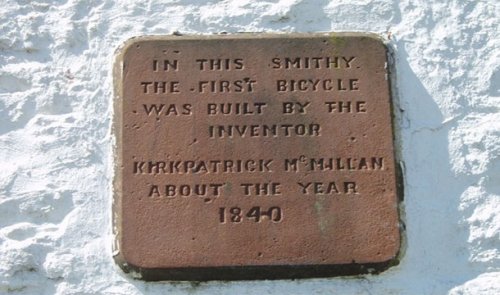 IN THIS SMITHY.
THE FIRST BICYCLE
WAS BUILT BY THE
INVENTOR
KIRKPATRICK McMILLAN
ABOUT THE YEAR
1840